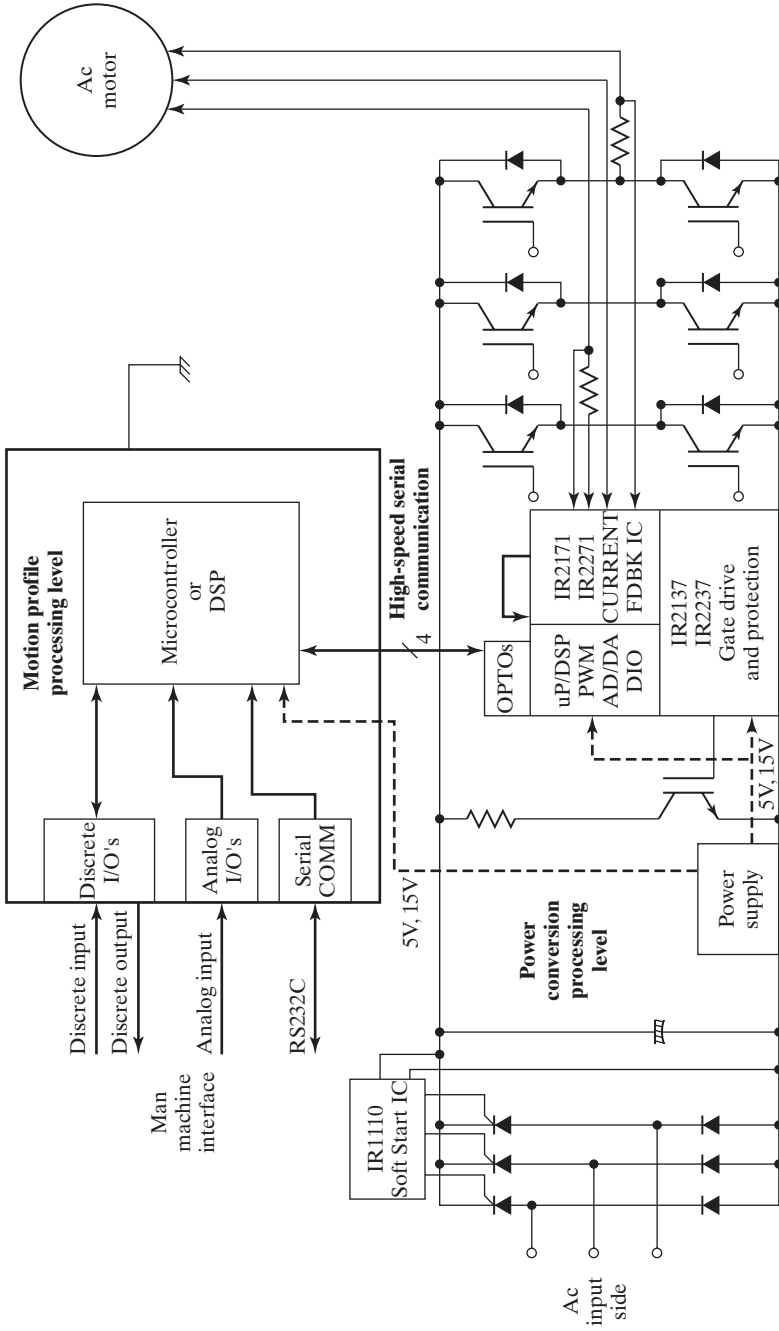 Ac
motor
Motion profile
processing level
Microcontroller
or
DSP
Discrete
I/O's
Analog
I/O's
Serial
COMM
Discrete input
Discrete output
Man
machine
interface
Analog input
RS232C
High-speed serial
communication
4
5V, 15V
OPTOs
uP/DSP
PWM
AD/DA
DIO
IR2171
IR2271
CURRENT
FDBK IC
IR2137
IR2237
Gate drive
and protection
5V, 15V
Power
supply
Power
conversion
processing
level
IR1110
Soft Start IC
Ac
input
side